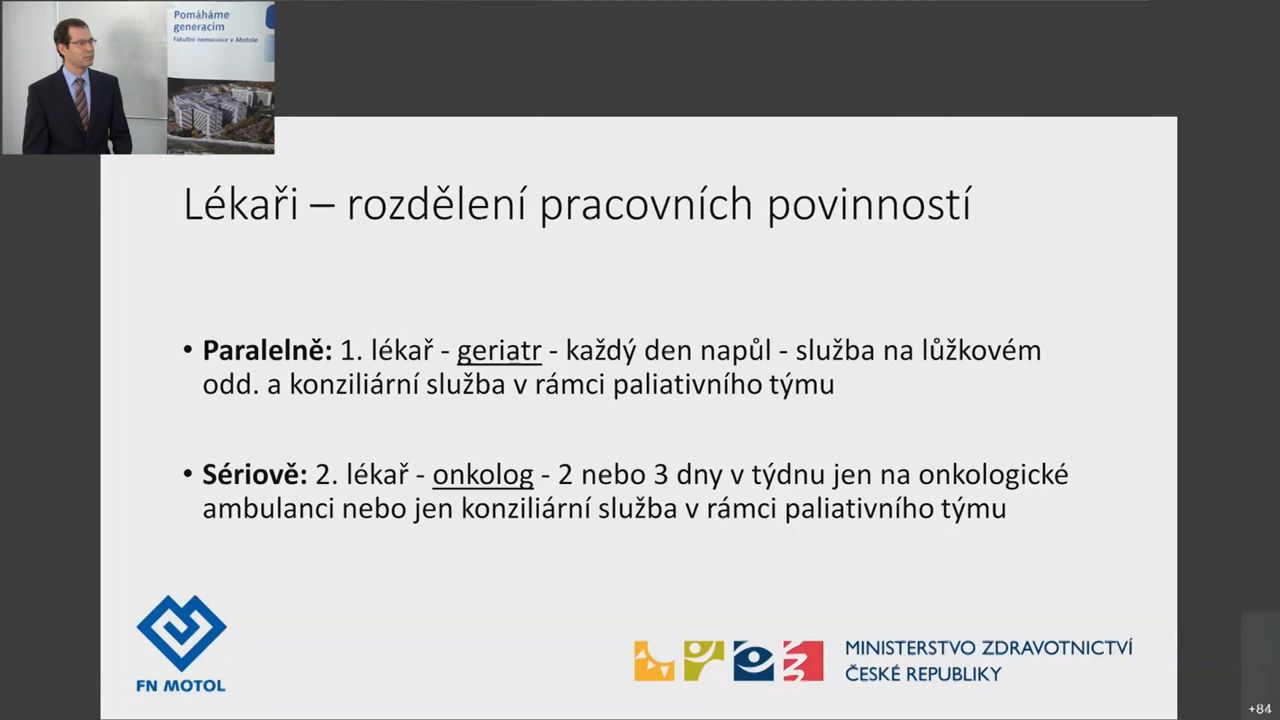 Pomáháme
generacím
Fakultní nemocnice v Motole
Lékaři – rozdělení pracovních povinností
• Paralelně: 1. lékař - geriatr - každý den napůl - služba na lůžkovém
odd. a konziliární služba v rámci paliativního týmu
• Sériově: 2. lékař - onkolog - 2 nebo 3 dny v týdnu jen na onkologické
ambulanci nebo jen konziliární služba v rámci paliativního týmu
FN MOTOL
MINISTERSTVO ZDRAVOTNICTVÍ
ČESKÉ REPUBLIKY
+84